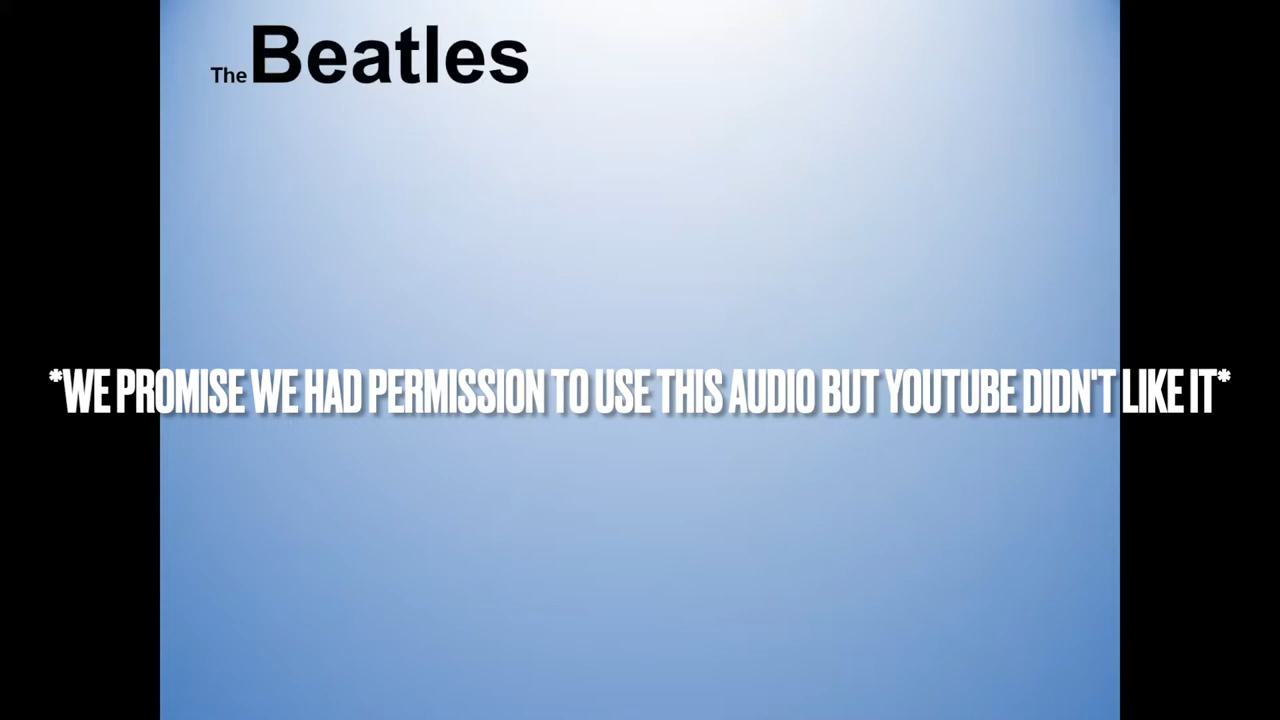 The Beatles
*WE PROMISE WE HAD PERMISSION TO USE THIS AUDIO BUT YOUTUBE DIDN'T LIKE IT*